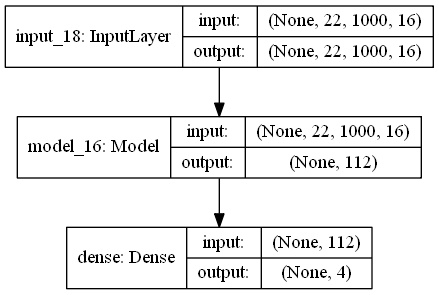 input_18: InputLayer
input: (None, 22, 1000, 16)
output: (None, 22, 1000, 16)
model_16: Model
input: (None, 22, 1000, 16)
output: (None, 112)
dense: Dense
input: (None, 112)
output: (None, 4)